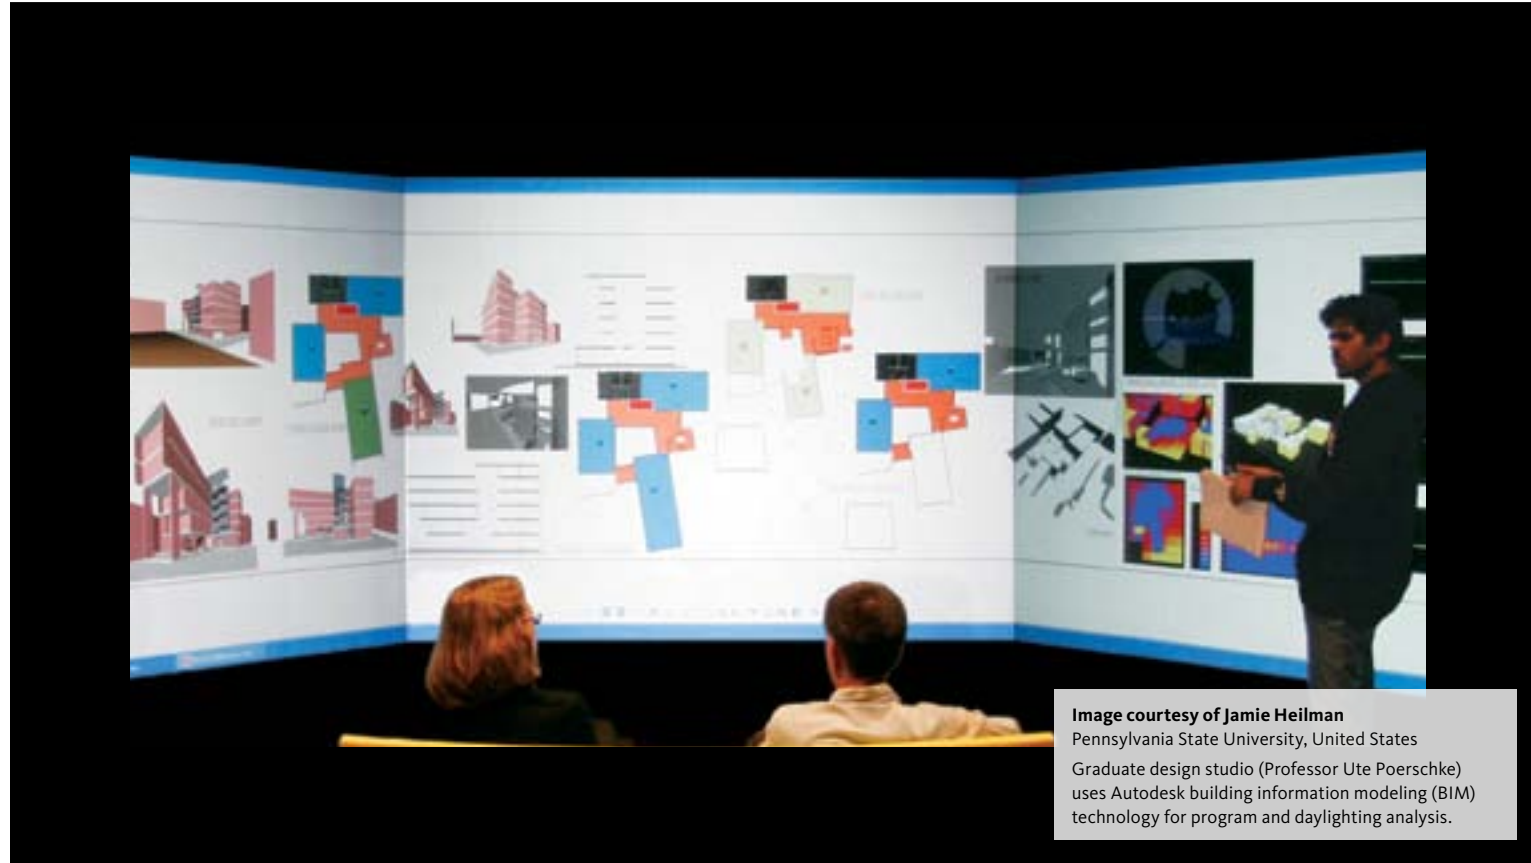 Image courtesy of Jamie Heilman
Pennsylvania State University, United States
Graduate design studio (Professor Ute Poerschke)
uses Autodesk building information modeling (BIM)
technology for program and daylighting analysis.